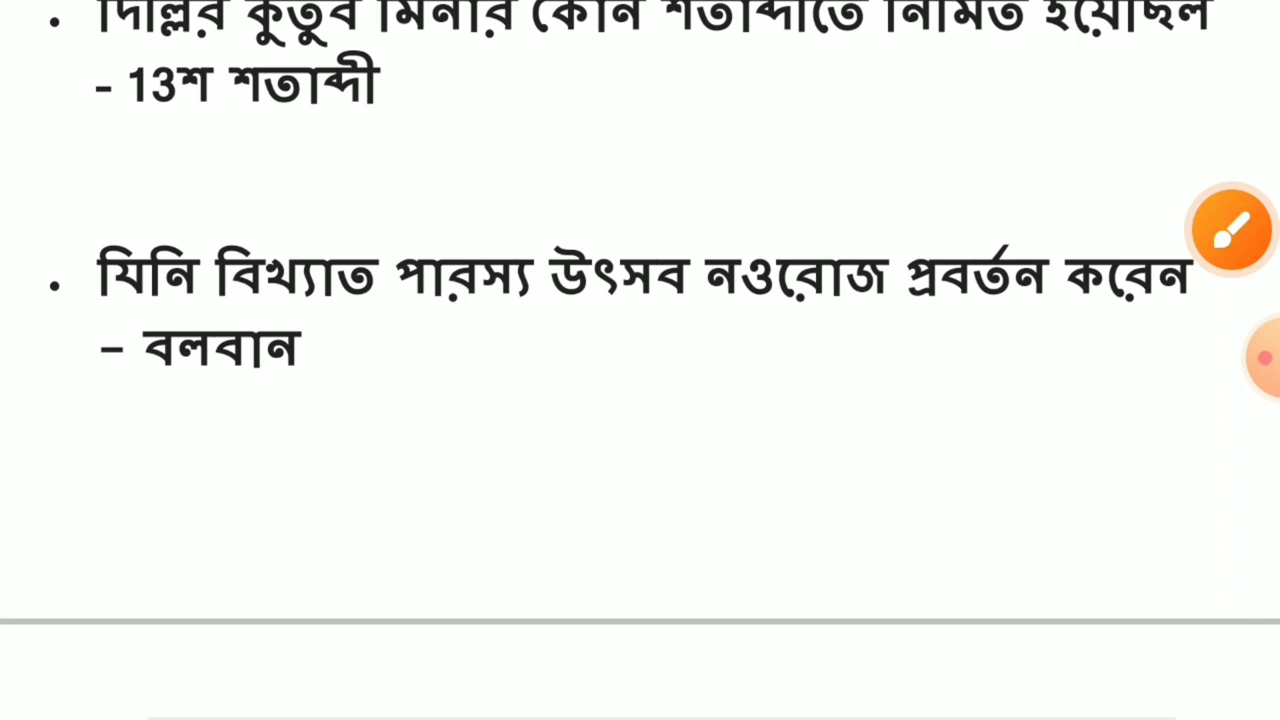 . দিল্লির কুতুব মিনার কোন শতাব্দীতে নির্মিত হয়েছিল
- 13শ শতাব্দী
. যিনি বিখ্যাত পারস্য উৎসব নওরোজ প্রবর্তন করেন
– বলবান